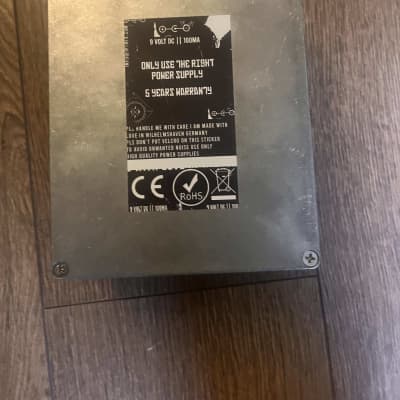 9 VOLT DC || 100MA
ONLY USE THE RIGHT
POWER SUPPLY
5 YEARS WARRANTY
HANDLE ME WITH CARE I AM MADE WITH
LOVE IN WILHELMSHAVEN GERMANY
DON'T PUT VELCRO ON THIS STICKER
TO AVOID UNWANTED NOISE USE ONLY
HIGH QUALITY POWER SUPPLIES
CE
RoHS
9 VOLT DC || 100MA
9 VOLT DC ||